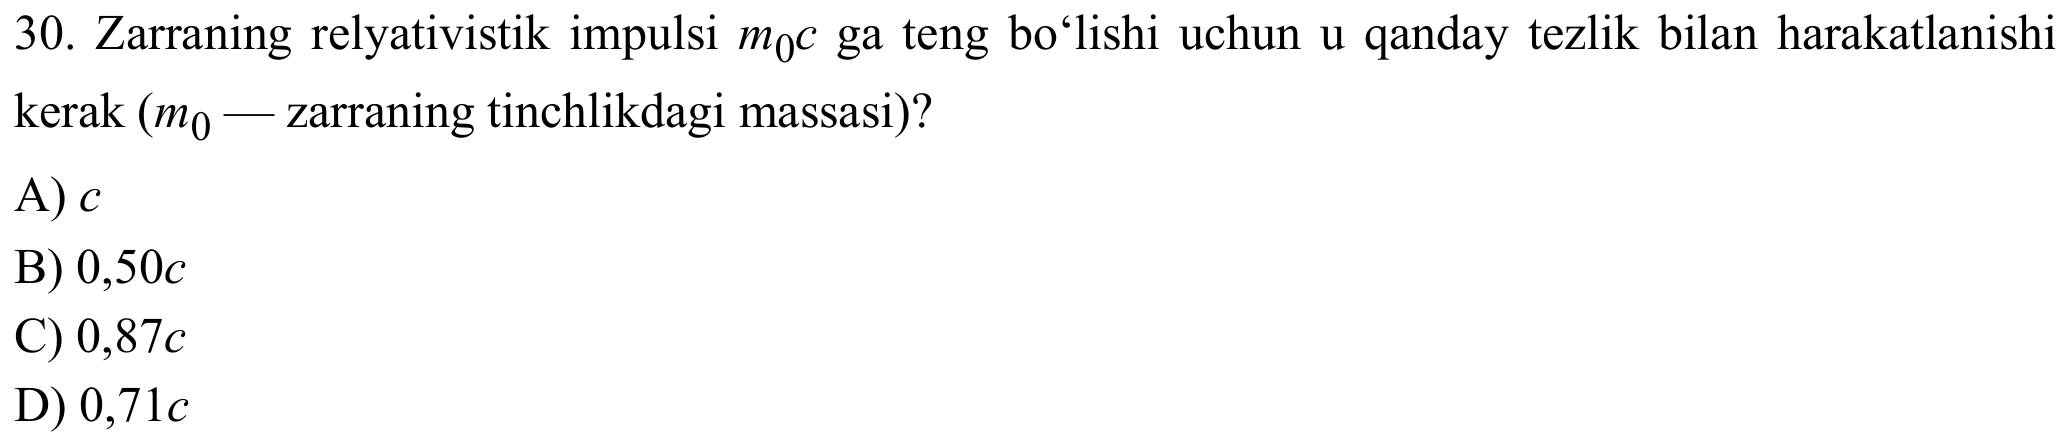 30. Zarraning relyativistik impulsi m₀c ga teng bo‘lishi uchun u qanday tezlik bilan harakatlanishi
kerak (m₀ — zarraning tinchlikdagi massasi)?
A) c
B) 0,50c
C) 0,87c
D) 0,71c